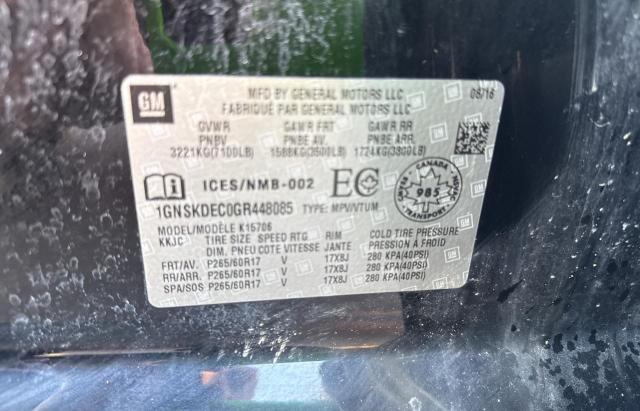 GM
MFD BY GENERAL MOTORS LLC 08/16
FABRIQUÉ PAR GENERAL MOTORS LLC
GVWR GAWR FRT GAWR RR
PNBV PNBE AV. PNBE ARR.
3221KG(7100LB) 1588KG(3500LB) 1724KG(3800LB)
ICES/NMB-002 EC
CANADA
985
TRANSPORT
1GNSKDEC0GR448085 TYPE: MPV/VTUM
MODEL/MODÈLE K15706
KKJC TIRE SIZE SPEED RTG RIM COLD TIRE PRESSURE
DIM. PNEU COTE VITESSE JANTE PRESSION A FROID
FRT/AV. P265/60R17 V 17X8J 280 KPA(40PSI)
RR/ARR. P265/60R17 V 17X8J 280 KPA(40PSI)
SPA/SOS P265/60R17 V 17X8J 280 KPA(40PSI)